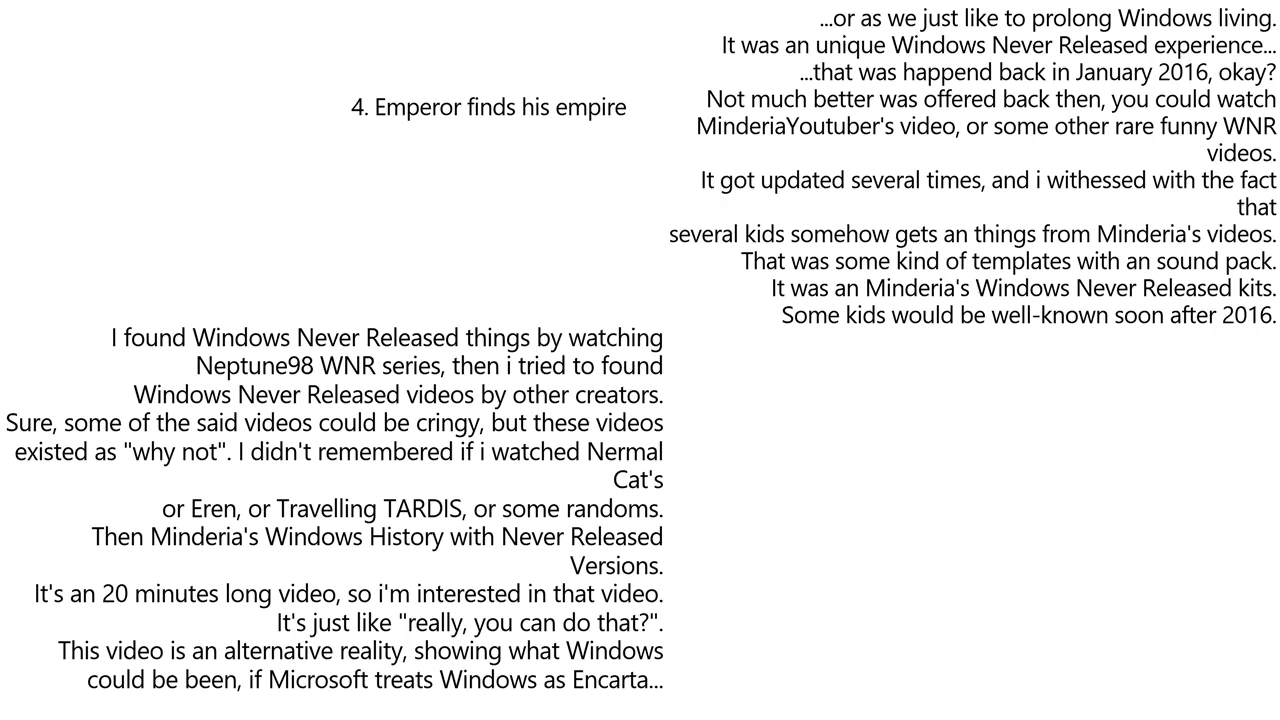 4. Emperor finds his empire
I found Windows Never Released things by watching
Neptune98 WNR series, then i tried to found
Windows Never Released videos by other creators.
Sure, some of the said videos could be cringy, but these videos
existed as "why not". I didn't remembered if i watched Nermal
Cat's
or Eren, or Travelling TARDIS, or some randoms.
Then Minderia's Windows History with Never Released
Versions.
It's an 20 minutes long video, so i'm interested in that video.
It's just like "really, you can do that?".
This video is an alternative reality, showing what Windows
could be been, if Microsoft treats Windows as Encarta...
...or as we just like to prolong Windows living.
It was an unique Windows Never Released experience...
...that was happend back in January 2016, okay?
Not much better was offered back then, you could watch
MinderiaYoutuber's video, or some other rare funny WNR
videos.
It got updated several times, and i withessed with the fact
that
several kids somehow gets an things from Minderia's videos.
That was some kind of templates with an sound pack.
It was an Minderia's Windows Never Released kits.
Some kids would be well-known soon after 2016.